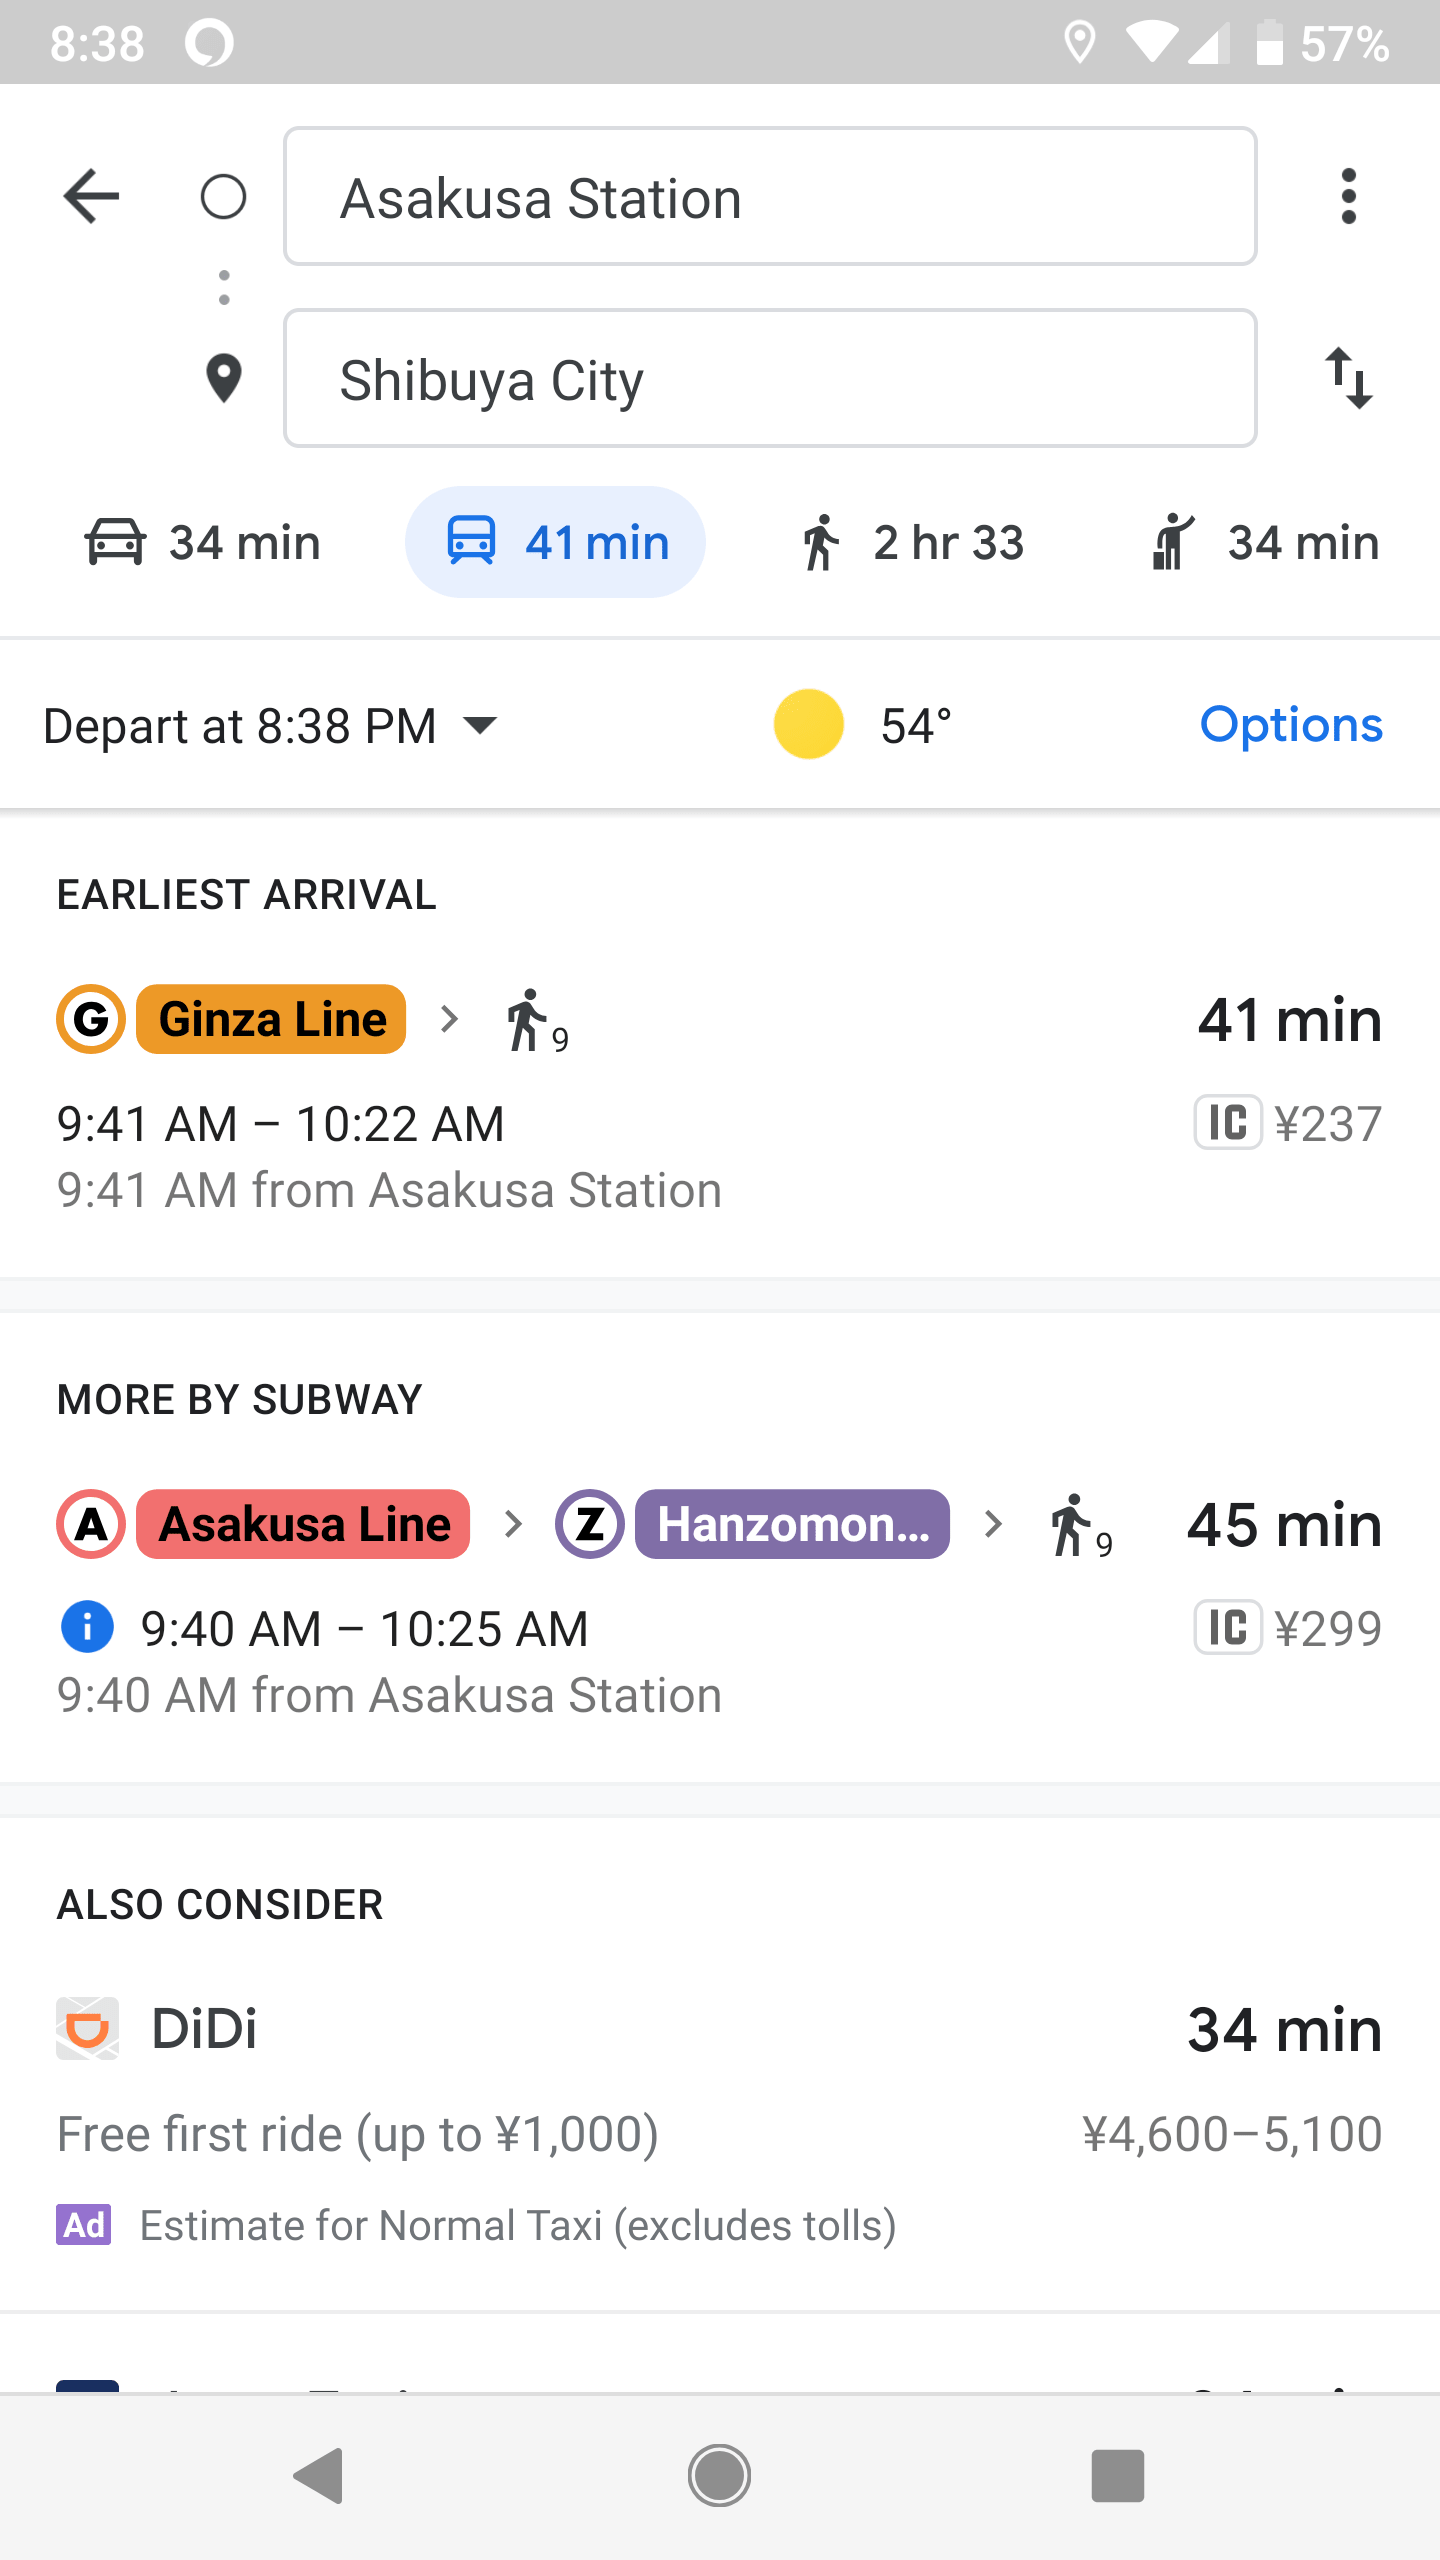 8:38 57%
Asakusa Station
Shibuya City
34 min 41 min 2 hr 33 34 min
Depart at 8:38 PM 54° Options
EARLIEST ARRIVAL
G Ginza Line 9 41 min
9:41 AM – 10:22 AM IC ¥237
9:41 AM from Asakusa Station
MORE BY SUBWAY
A Asakusa Line Z Hanzomon... 9 45 min
i 9:40 AM – 10:25 AM IC ¥299
9:40 AM from Asakusa Station
ALSO CONSIDER
DiDi 34 min
Free first ride (up to ¥1,000) ¥4,600–5,100
Ad Estimate for Normal Taxi (excludes tolls)